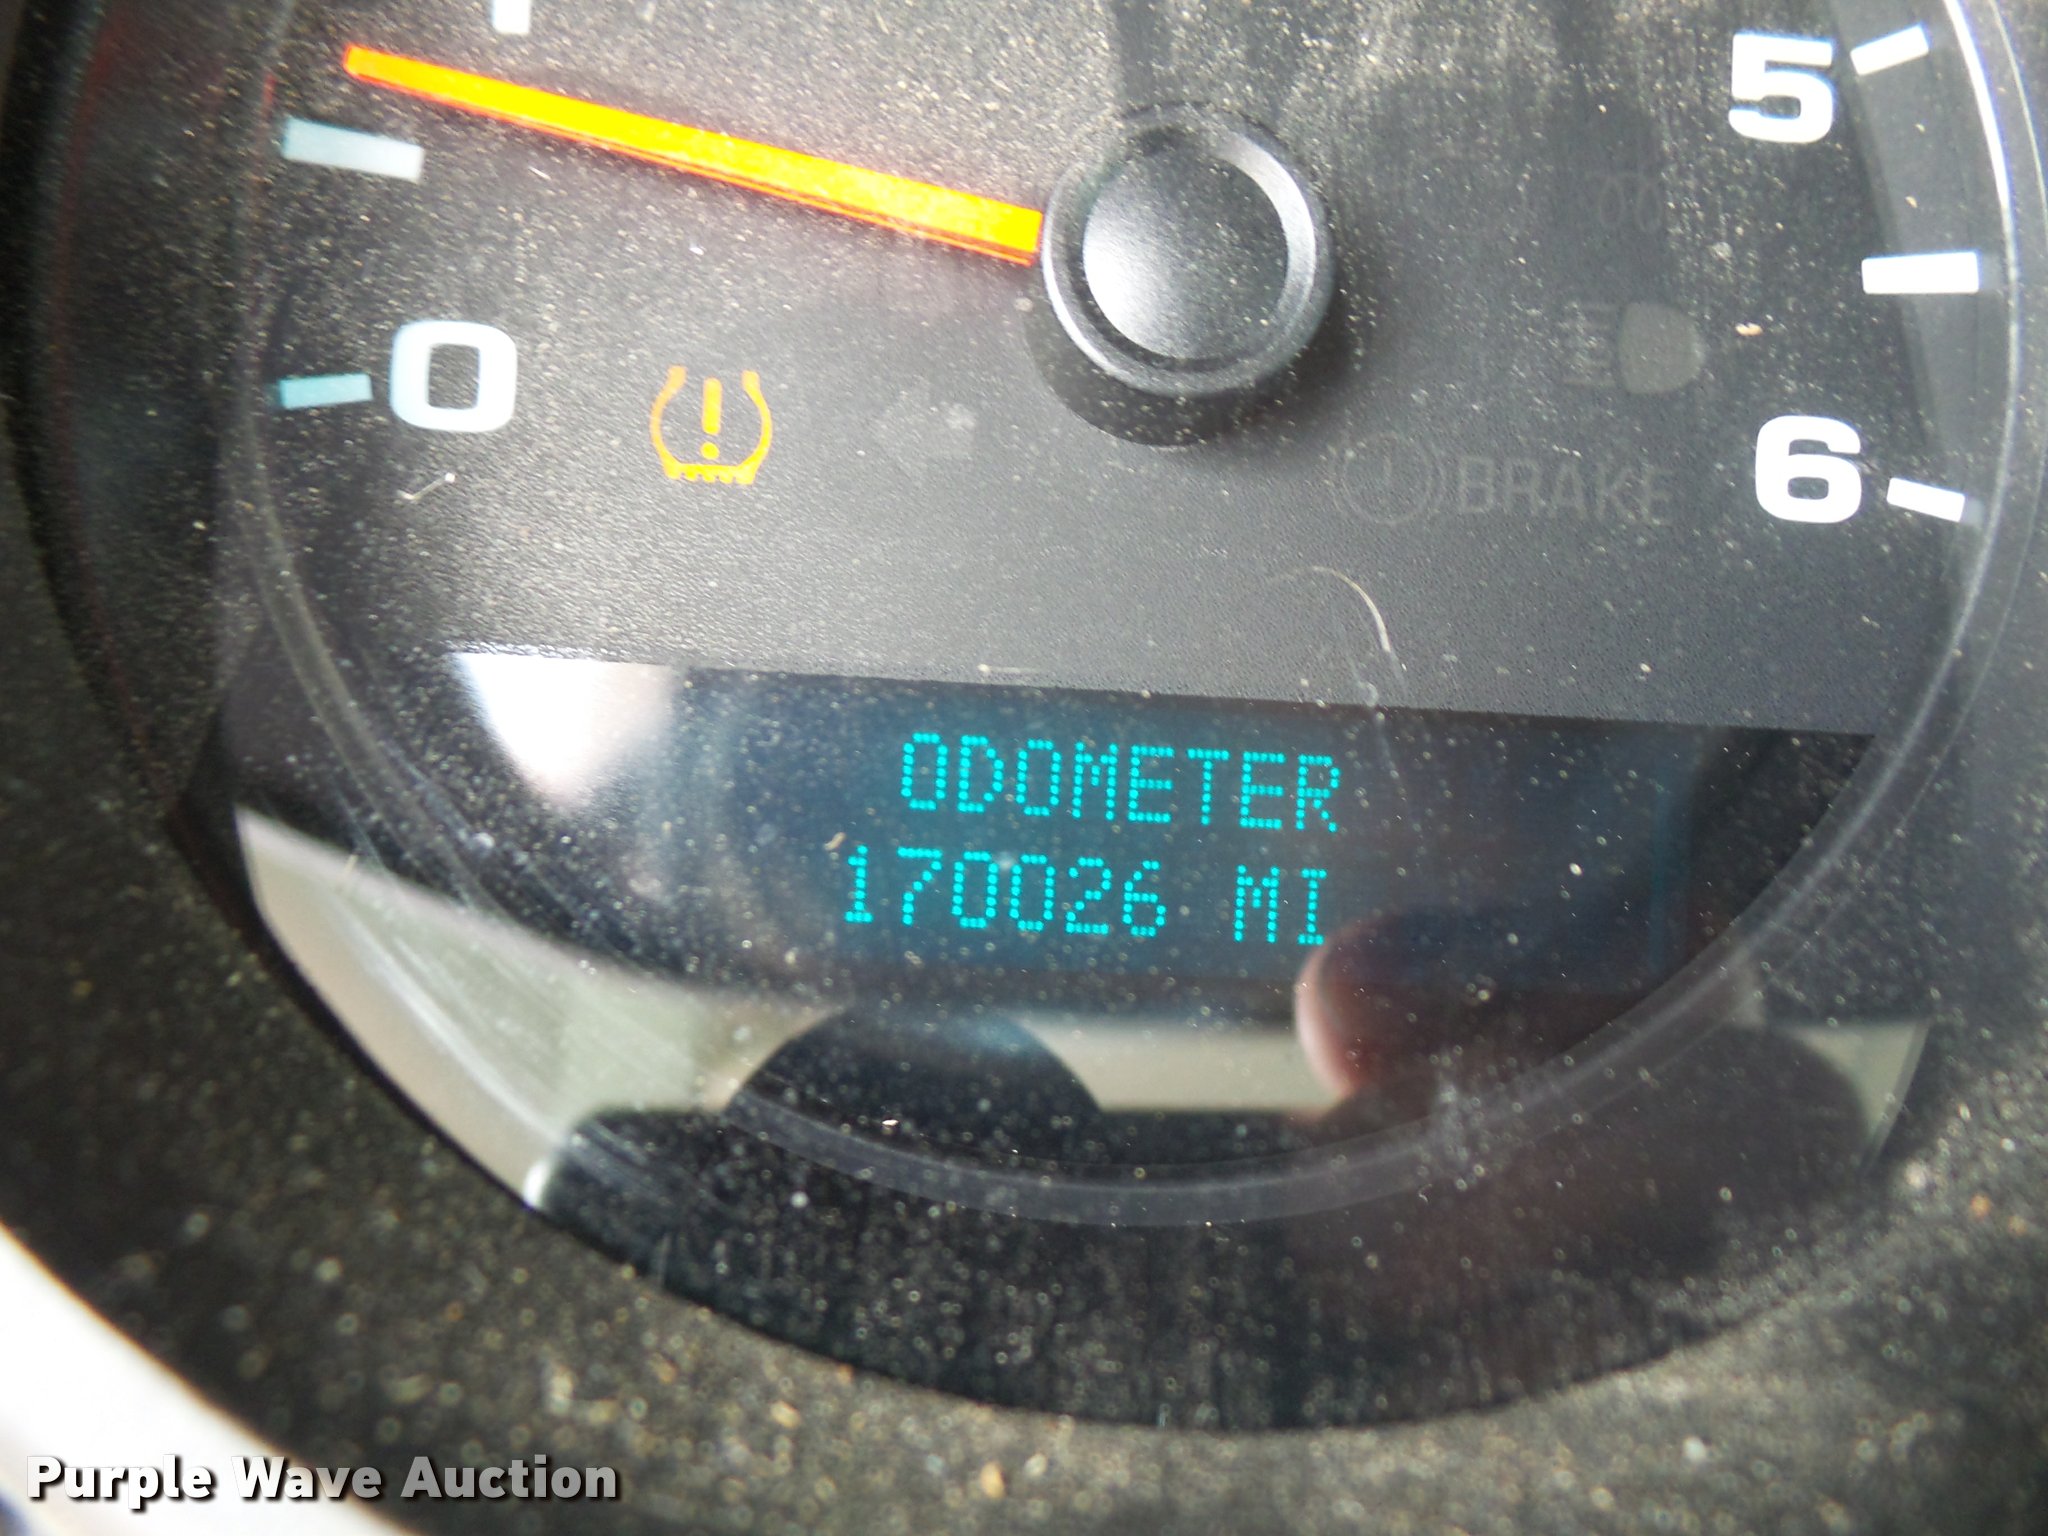 5
0
6
BRAKE
ODOMETER
170026 MI
Purple Wave Auction